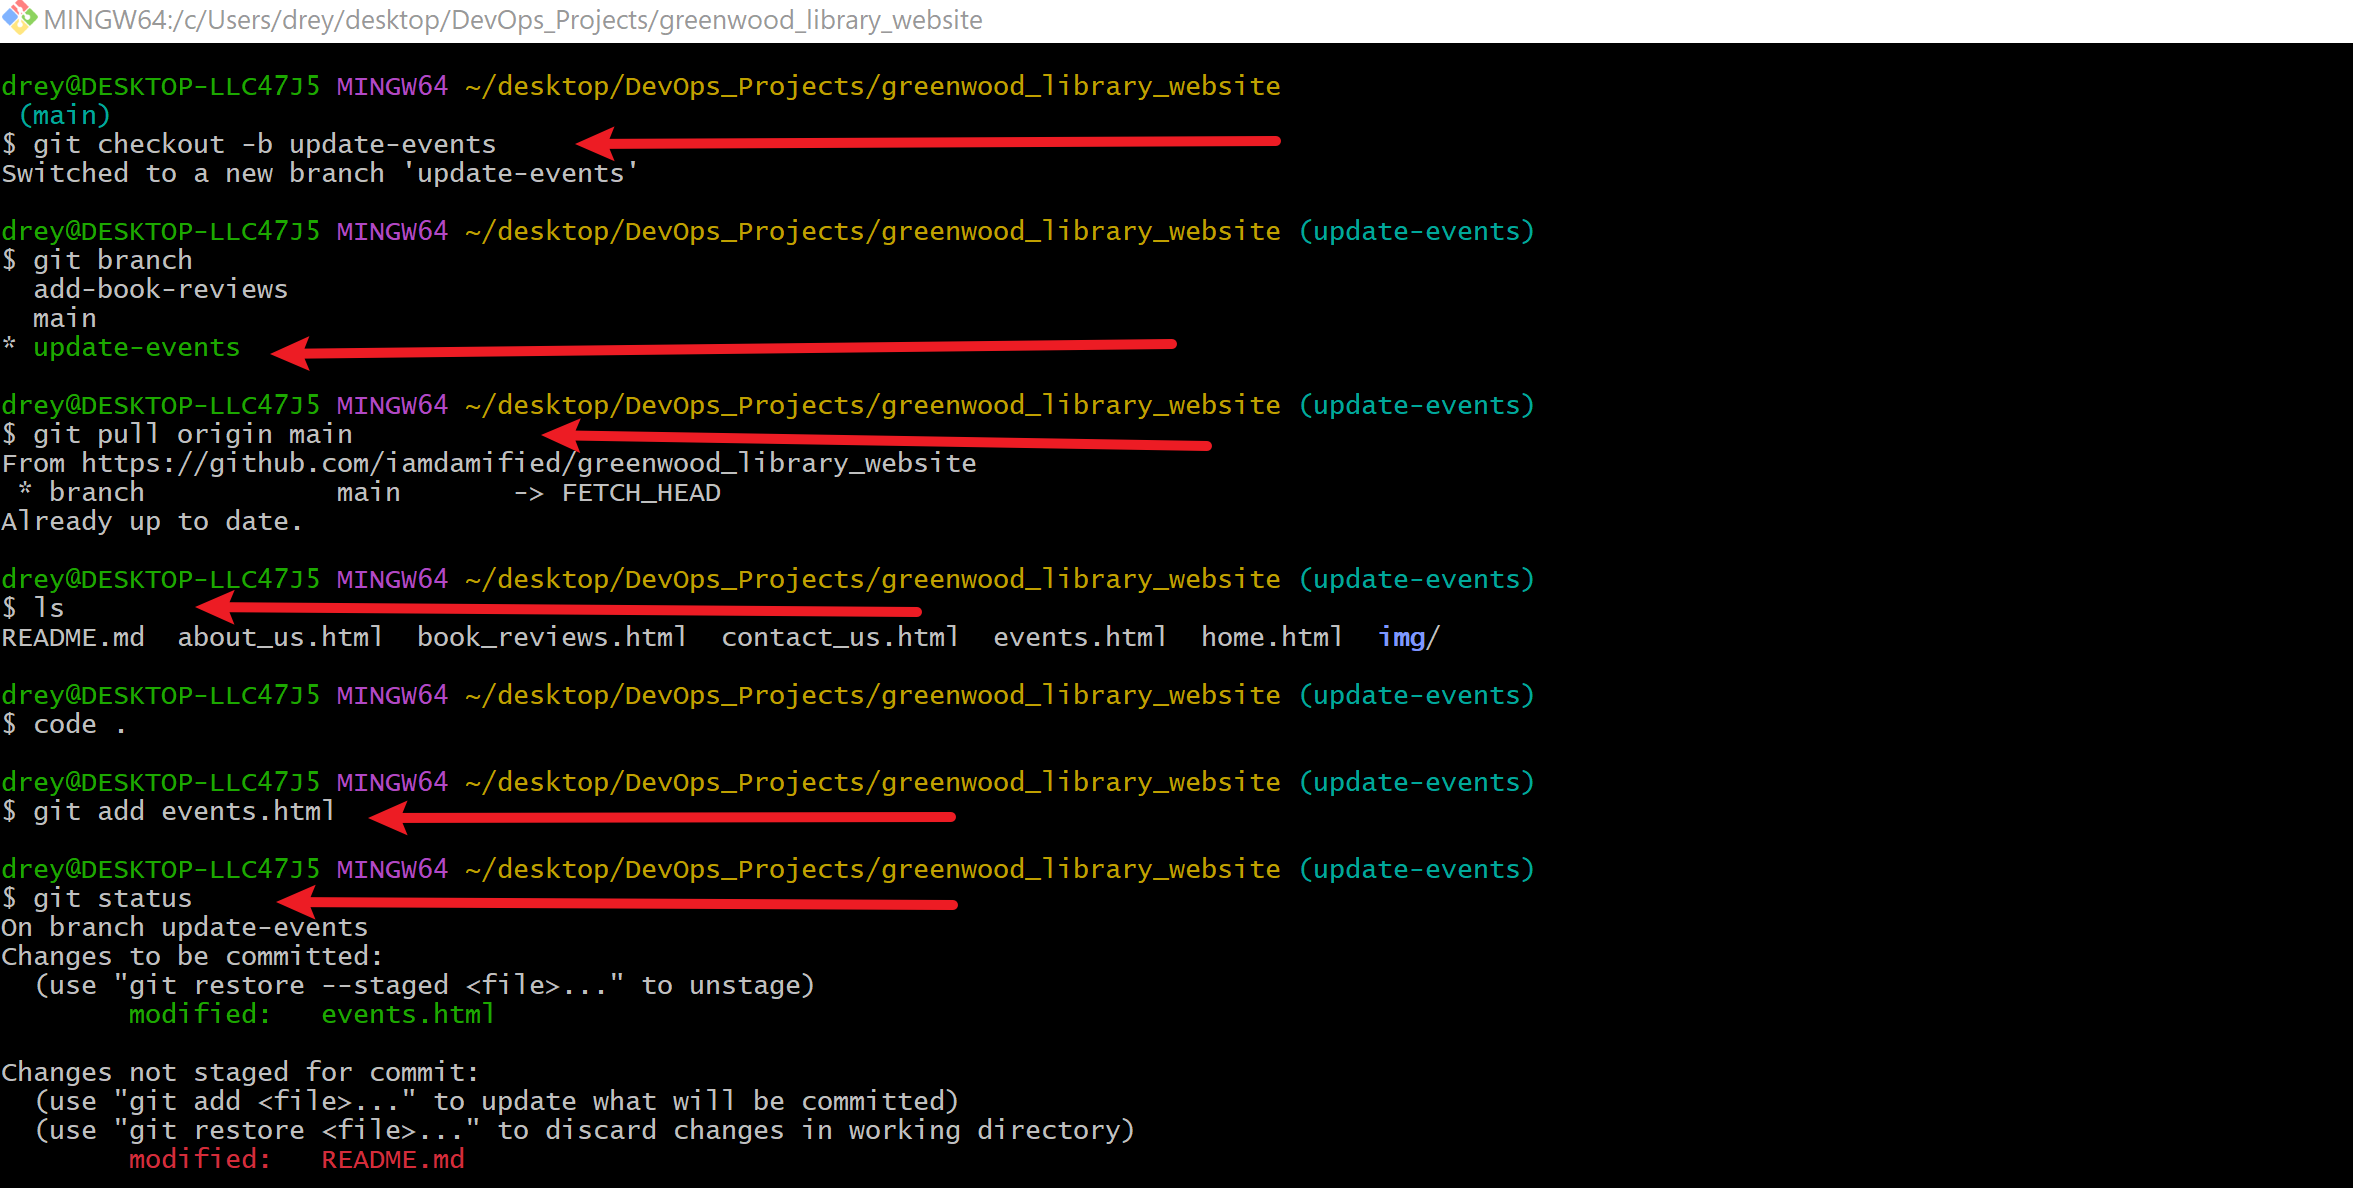 MINGW64:/c/Users/drey/desktop/DevOps_Projects/greenwood_library_website
drey@DESKTOP-LLC47J5 MINGW64 ~/desktop/DevOps_Projects/greenwood_library_website
(main)
$ git checkout -b update-events
Switched to a new branch 'update-events'
drey@DESKTOP-LLC47J5 MINGW64 ~/desktop/DevOps_Projects/greenwood_library_website (update-events)
$ git branch
add-book-reviews
main
* update-events
drey@DESKTOP-LLC47J5 MINGW64 ~/desktop/DevOps_Projects/greenwood_library_website (update-events)
$ git pull origin main
From https://github.com/iamdamified/greenwood_library_website
* branch            main       -> FETCH_HEAD
Already up to date.
drey@DESKTOP-LLC47J5 MINGW64 ~/desktop/DevOps_Projects/greenwood_library_website (update-events)
$ ls
README.md  about_us.html  book_reviews.html  contact_us.html  events.html  home.html  img/
drey@DESKTOP-LLC47J5 MINGW64 ~/desktop/DevOps_Projects/greenwood_library_website (update-events)
$ code .
drey@DESKTOP-LLC47J5 MINGW64 ~/desktop/DevOps_Projects/greenwood_library_website (update-events)
$ git add events.html
drey@DESKTOP-LLC47J5 MINGW64 ~/desktop/DevOps_Projects/greenwood_library_website (update-events)
$ git status
On branch update-events
Changes to be committed:
(use "git restore --staged <file>..." to unstage)
modified:   events.html
Changes not staged for commit:
(use "git add <file>..." to update what will be committed)
(use "git restore <file>..." to discard changes in working directory)
modified:   README.md